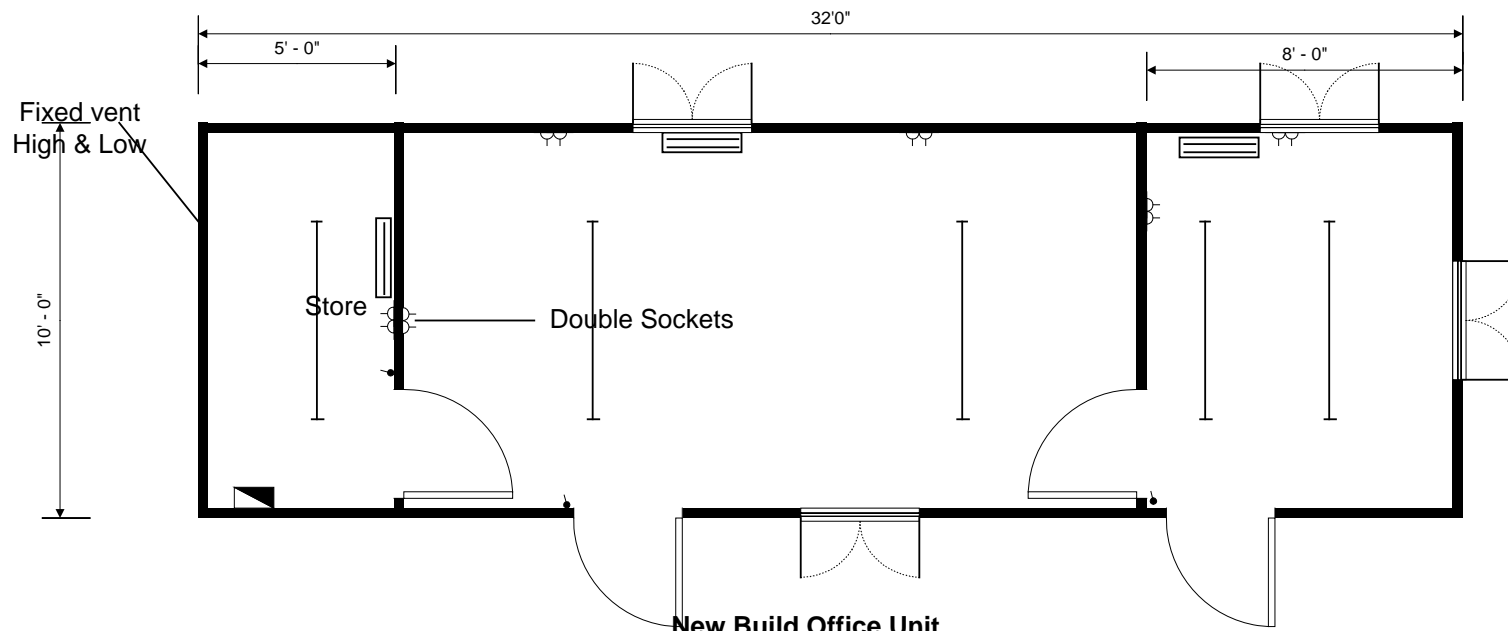 32'0"
5' - 0"
8' - 0"
Fixed vent
High & Low
10' - 0"
Store
Double Sockets
New Build Office Unit